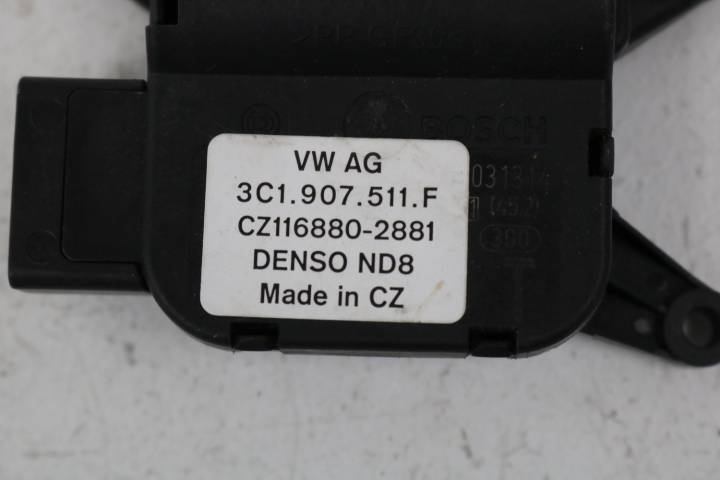 BOSCH
VW AG
3C1.907.511.F
CZ116880-2881
DENSO ND8
Made in CZ